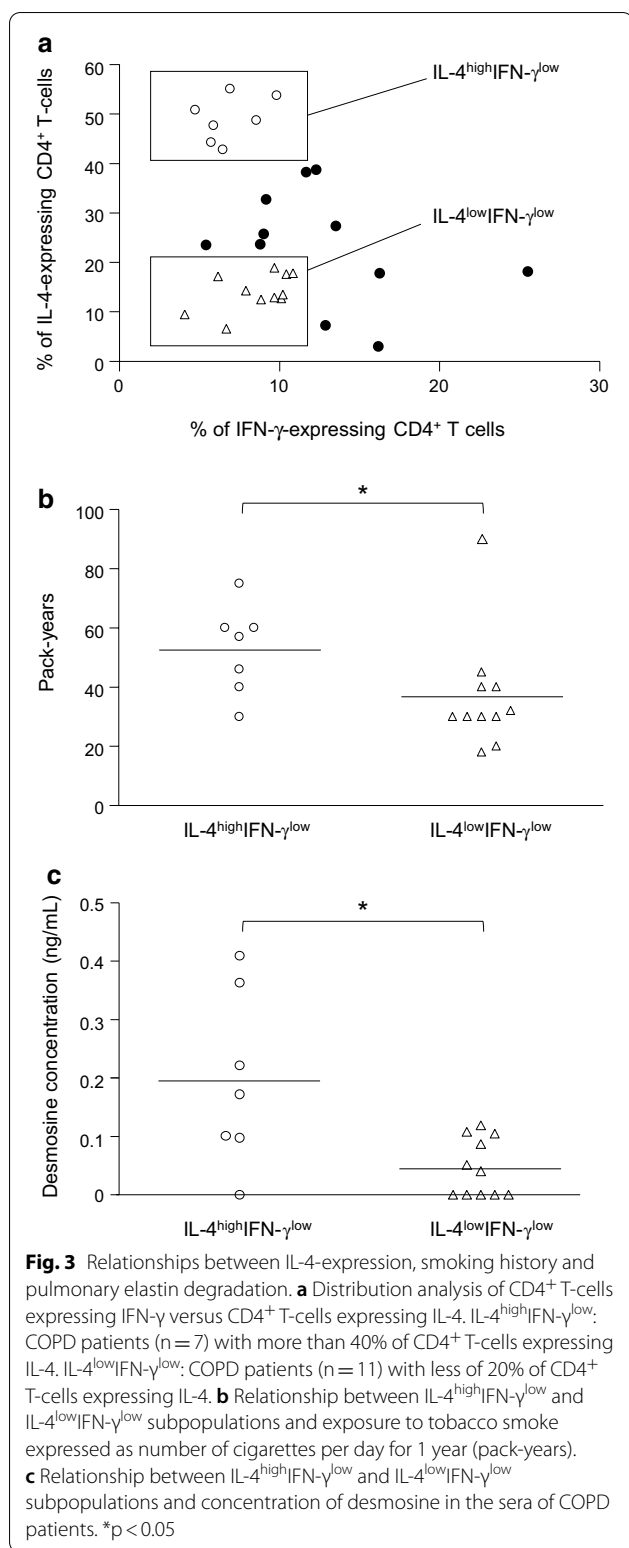 a
60
50
40
30
20
10
0
% of IL-4-expressing CD4⁺ T-cells
IL-4ʰⁱᵍʰIFN-γˡᵒʷ
IL-4ˡᵒʷIFN-γˡᵒʷ
0 10 20 30
% of IFN-γ-expressing CD4⁺ T cells
b
*
100
80
60
40
20
0
Pack-years
IL-4ʰⁱᵍʰIFN-γˡᵒʷ IL-4ˡᵒʷIFN-γˡᵒʷ
c
*
0.5
0.4
0.3
0.2
0.1
0
Desmosine concentration (ng/mL)
IL-4ʰⁱᵍʰIFN-γˡᵒʷ IL-4ˡᵒʷIFN-γˡᵒʷ
Fig. 3 Relationships between IL-4-expression, smoking history and
pulmonary elastin degradation. a Distribution analysis of CD4⁺ T-cells
expressing IFN-γ versus CD4⁺ T-cells expressing IL-4. IL-4ʰⁱᵍʰIFN-γˡᵒʷ:
COPD patients (n = 7) with more than 40% of CD4⁺ T-cells expressing
IL-4. IL-4ˡᵒʷIFN-γˡᵒʷ: COPD patients (n = 11) with less of 20% of CD4⁺
T-cells expressing IL-4. b Relationship between IL-4ʰⁱᵍʰIFN-γˡᵒʷ and
IL-4ˡᵒʷIFN-γˡᵒʷ subpopulations and exposure to tobacco smoke
expressed as number of cigarettes per day for 1 year (pack-years).
c Relationship between IL-4ʰⁱᵍʰIFN-γˡᵒʷ and IL-4ˡᵒʷIFN-γˡᵒʷ
subpopulations and concentration of desmosine in the sera of COPD
patients. *p < 0.05